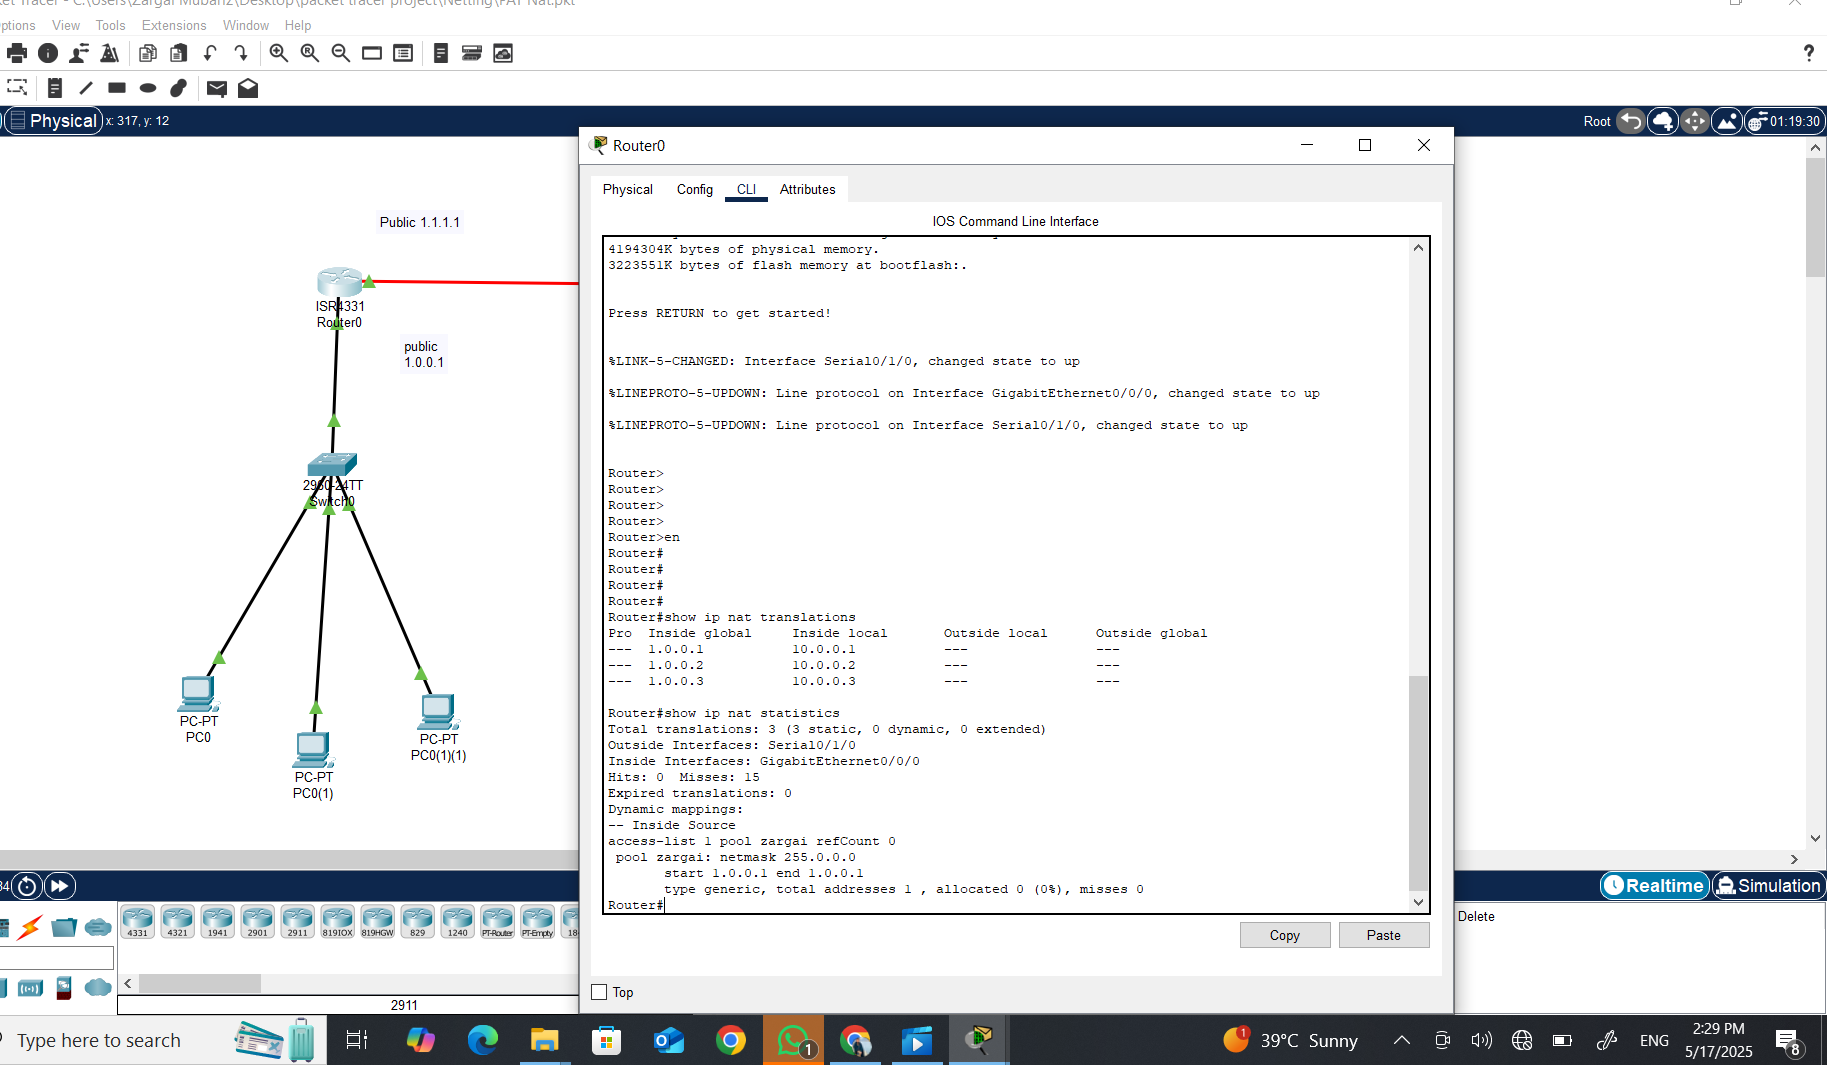 ket Tracer - C:\Users\Zargar Mubariz\Desktop\packet tracer project\Netting\PAT Nat.pkt
ptions View Tools Extensions Window Help
?
Physical x: 317, y: 12
Root 01:19:30
Public 1.1.1.1
ISR4331
Router0
public
1.0.0.1
2960-24TT
Switch0
PC-PT
PC0
PC-PT
PC0(1)
PC-PT
PC0(1)(1)
Router0
Physical Config CLI Attributes
IOS Command Line Interface
4194304K bytes of physical memory.
3223551K bytes of flash memory at bootflash:.
Press RETURN to get started!
%LINK-5-CHANGED: Interface Serial0/1/0, changed state to up
%LINEPROTO-5-UPDOWN: Line protocol on Interface GigabitEthernet0/0/0, changed state to up
%LINEPROTO-5-UPDOWN: Line protocol on Interface Serial0/1/0, changed state to up
Router>
Router>
Router>
Router>
Router>en
Router#
Router#
Router#
Router#
Router#show ip nat translations
Pro Inside global Inside local Outside local Outside global
--- 1.0.0.1 10.0.0.1 --- ---
--- 1.0.0.2 10.0.0.2 --- ---
--- 1.0.0.3 10.0.0.3 --- ---
Router#show ip nat statistics
Total translations: 3 (3 static, 0 dynamic, 0 extended)
Outside Interfaces: Serial0/1/0
Inside Interfaces: GigabitEthernet0/0/0
Hits: 0 Misses: 15
Expired translations: 0
Dynamic mappings:
-- Inside Source
access-list 1 pool zargai refCount 0
pool zargai: netmask 255.0.0.0
start 1.0.0.1 end 1.0.0.1
type generic, total addresses 1 , allocated 0 (0%), misses 0
Router#
Copy Paste
Top
34
Realtime Simulation
4331 4321 1941 2901 2911 819IOX 819HGW 829 1240 PT-Router PT-Empty 18
Delete
2911
Type here to search
1
1 39°C Sunny
ENG
2:29 PM
5/17/2025
8